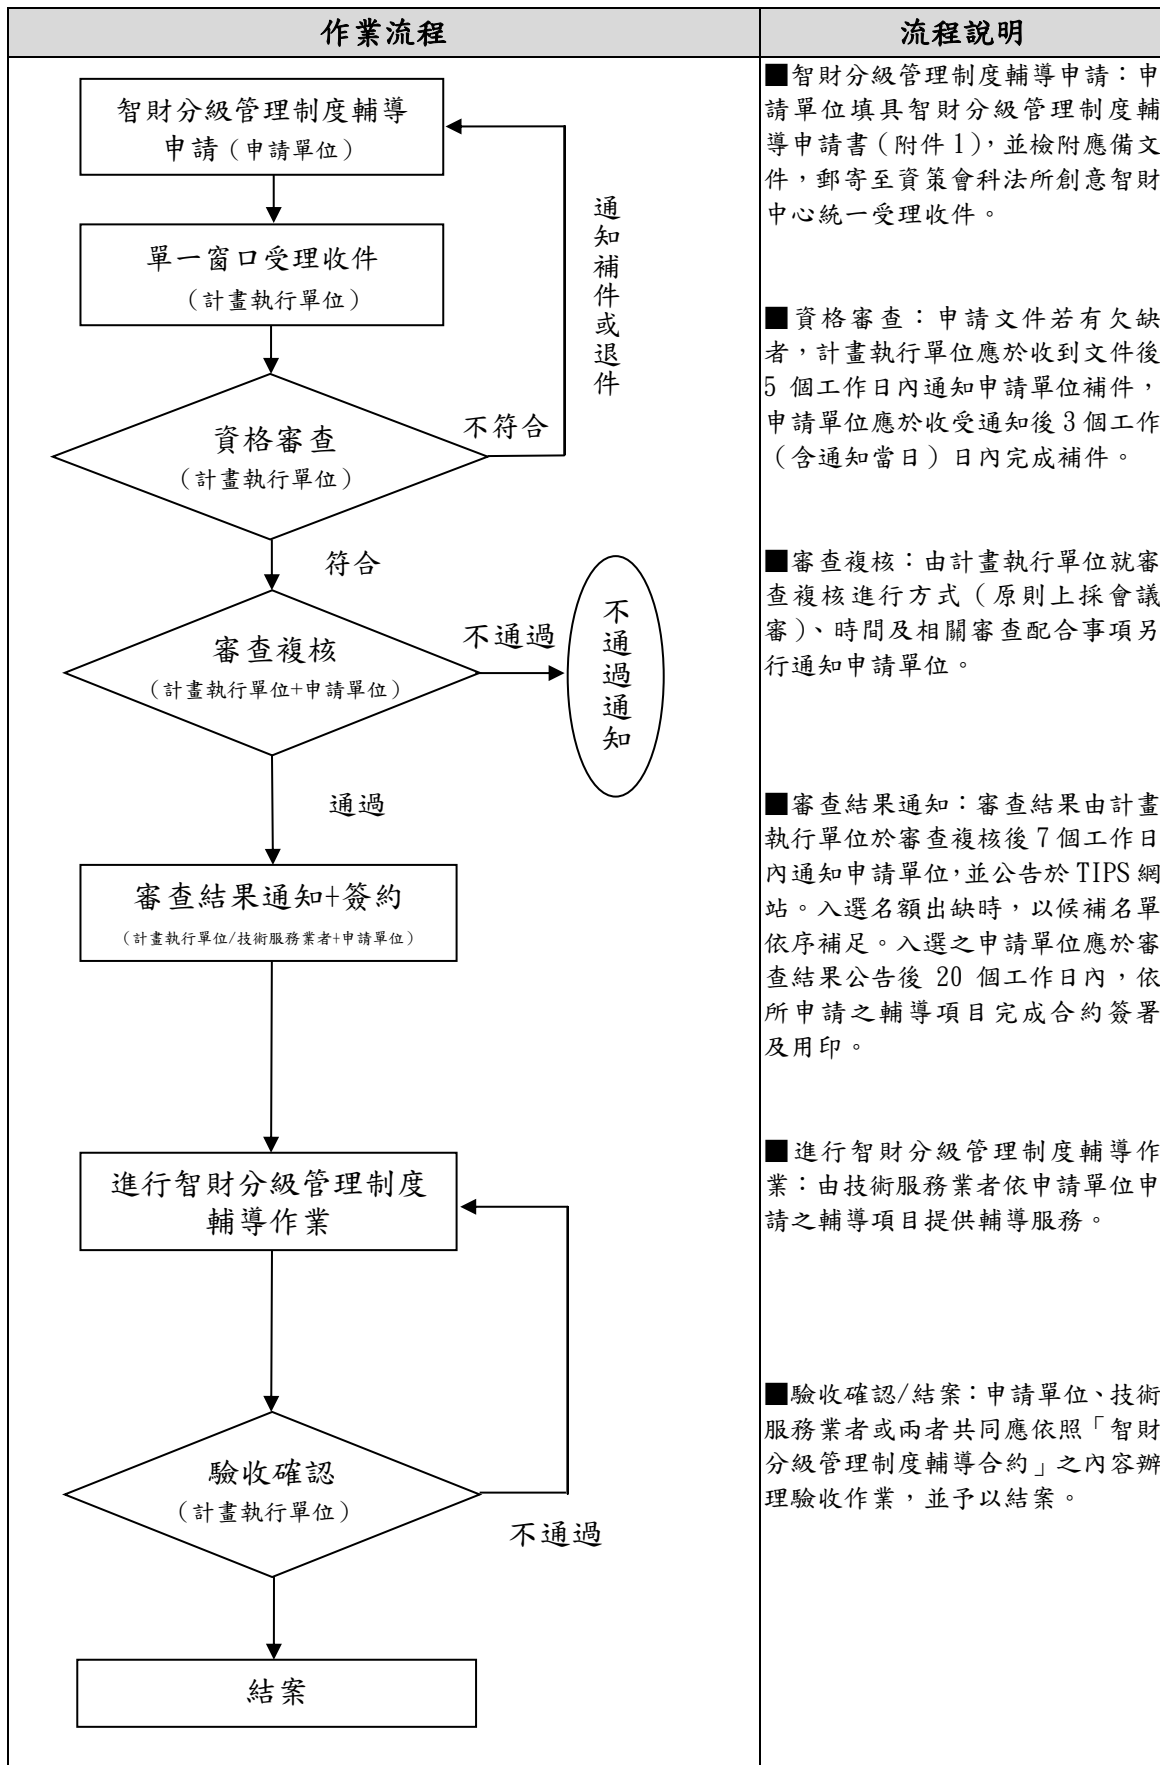 作業流程
流程說明
智財分級管理制度輔導
申請（申請單位）
單一窗口受理收件
（計畫執行單位）
通知補件或退件
資格審查
（計畫執行單位）
不符合
符合
審查複核
（計畫執行單位+申請單位）
不通過
不通過通知
通過
審查結果通知+簽約
（計畫執行單位/技術服務業者+申請單位）
進行智財分級管理制度
輔導作業
驗收確認
（計畫執行單位）
不通過
結案
■智財分級管理制度輔導申請：申
請單位填具智財分級管理制度輔
導申請書（附件 1），並檢附應備文
件，郵寄至資策會科法所創意智財
中心統一受理收件。
■資格審查：申請文件若有欠缺
者，計畫執行單位應於收到文件後
5 個工作日內通知申請單位補件，
申請單位應於收受通知後 3 個工作
（含通知當日）日內完成補件。
■審查複核：由計畫執行單位就審
查複核進行方式（原則上採會議
審）、時間及相關審查配合事項另
行通知申請單位。
■審查結果通知：審查結果由計畫
執行單位於審查複核後 7 個工作日
內通知申請單位，並公告於 TIPS 網
站。入選名額出缺時，以候補名單
依序補足。入選之申請單位應於審
查結果公告後 20 個工作日內，依
所申請之輔導項目完成合約簽署
及用印。
■進行智財分級管理制度輔導作
業：由技術服務業者依申請單位申
請之輔導項目提供輔導服務。
■驗收確認/結案：申請單位、技術
服務業者或兩者共同應依照「智財
分級管理制度輔導合約」之內容辦
理驗收作業，並予以結案。